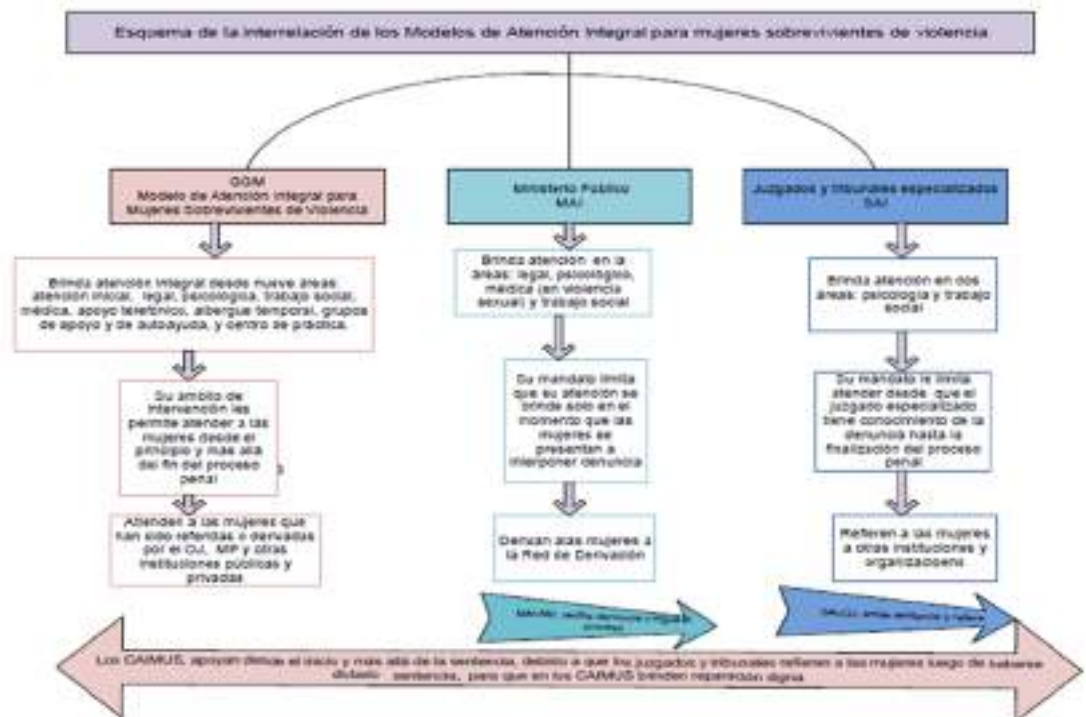 Esquema de la interrelación de los Modelos de Atención Integral para mujeres sobrevivientes de violencia
GGM
Modelo de Atención Integral para
Mujeres Sobrevivientes de Violencia
Brinda atención integral desde nueve áreas:
atención inicial, legal, psicológica, trabajo social,
médica, apoyo telefónico, albergue temporal, grupos
de apoyo y de autoayuda, y centro de práctica.
Su ámbito de
intervención les
permite atender a las
mujeres desde el
principio y más allá
del fin del proceso
penal
Atienden a las mujeres que
han sido referidas o derivadas
por el OJ, MP y otras
instituciones públicas y
privadas
Ministerio Público
MAI
Brinda atención en la
áreas: legal, psicológico,
médica (en violencia
sexual) y trabajo social
Su mandato limita
que su atención se
brinde solo en el
momento que las
mujeres se
presentan a
interponer denuncia
Derivan alas mujeres a
la Red de Derivación
Juzgados y tribunales especializados
SAI
Brinda atención en dos
áreas: psicología y trabajo
social
Su mandato le limita
atender desde que el
juzgado especializado
tiene conocimiento de la
denuncia hasta la
finalización del proceso
penal
Refieren a las mujeres
a otras instituciones y
organizacioens
recibe denuncia
sentencia y refiere
Los CAIMUS, apoyan desde el inicio y más allá de la sentencia, debido a que los juzgados y tribunales refieren a las mujeres luego de haberse
dictado sentencia, para que en los CAIMUS brinden reparación digna